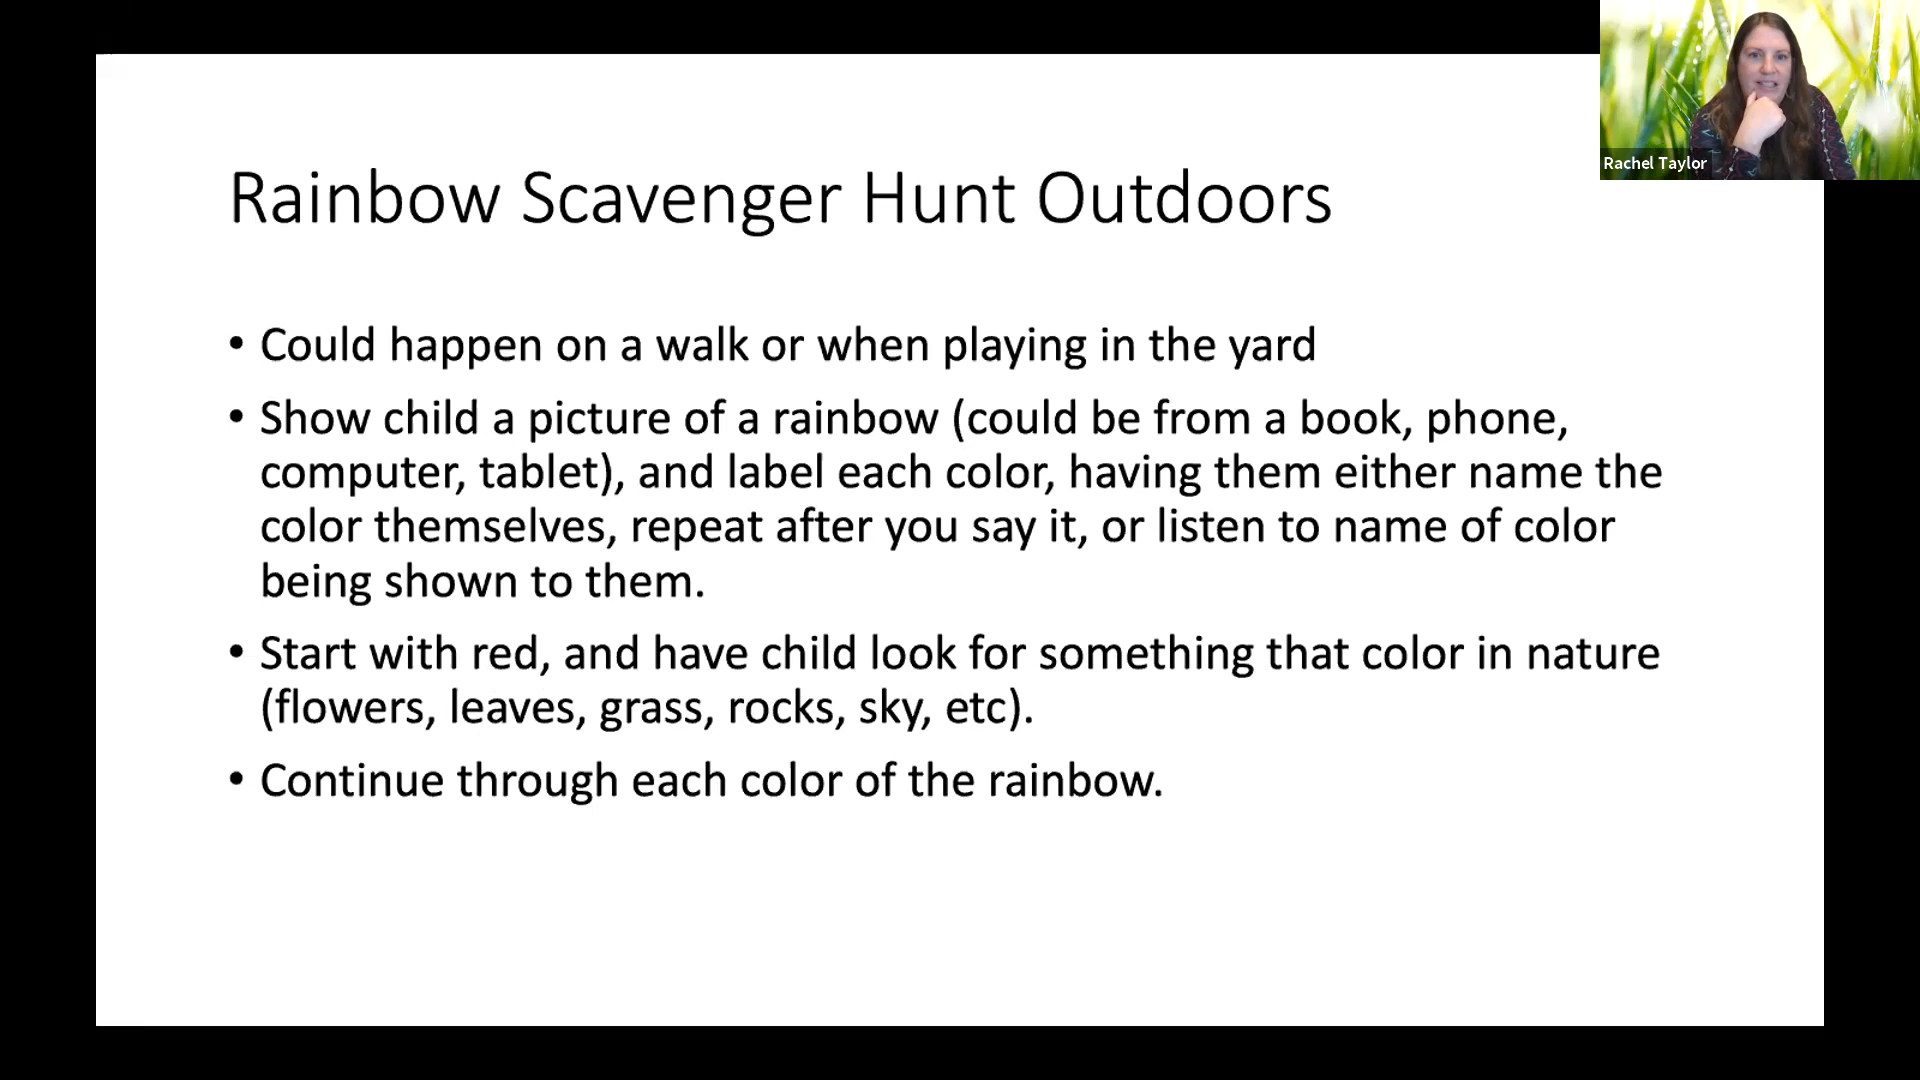 Rachel Taylor
Rainbow Scavenger Hunt Outdoors
• Could happen on a walk or when playing in the yard
• Show child a picture of a rainbow (could be from a book, phone,
computer, tablet), and label each color, having them either name the
color themselves, repeat after you say it, or listen to name of color
being shown to them.
• Start with red, and have child look for something that color in nature
(flowers, leaves, grass, rocks, sky, etc).
• Continue through each color of the rainbow.